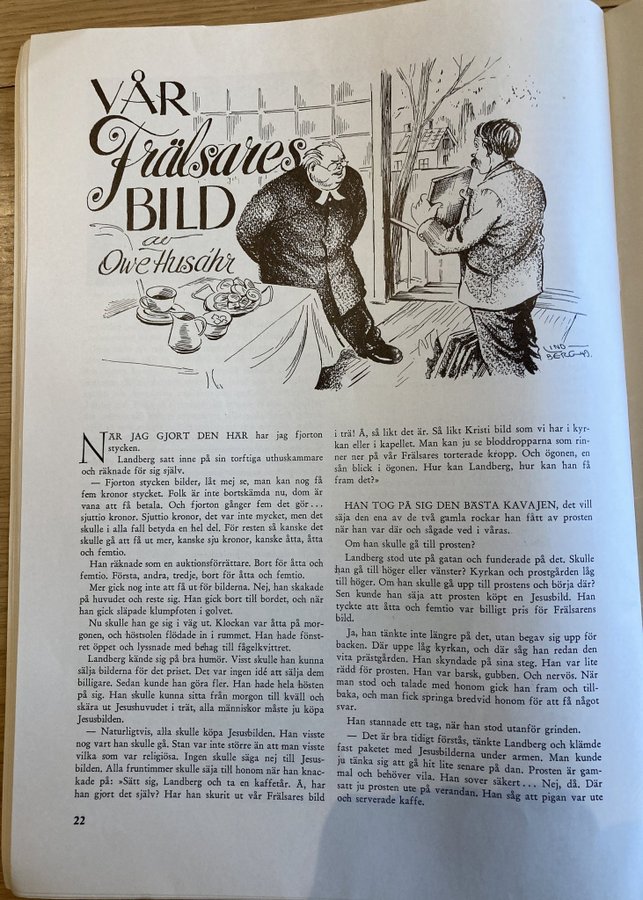 VÅR
Frälsares
BILD
av
Owe Husáhr
LIND-
BERG-49.
NÄR JAG GJORT DEN HÄR har jag fjorton
stycken.
Landberg satt inne på sin torftiga uthuskammare
och räknade för sig själv.
— Fjorton stycken bilder, låt mej se, man kan nog få
fem kronor stycket. Folk är inte bortskämda nu, dom är
vana att få betala. Och fjorton gånger fem det gör...
sjuttio kronor. Sjuttio kronor, det var inte mycket, men det
skulle i alla fall betyda en hel del. För resten så kanske det
skulle gå att få ut mer, kanske sju kronor, kanske åtta, åtta
och femtio.
Han räknade som en auktionsförrättare. Bort för åtta och
femtio. Första, andra, tredje, bort för åtta och femtio.
Mer gick nog inte att få ut för bilderna. Nej, han skakade
på huvudet och reste sig. Han gick bort till bordet, och när
han gick släpade klumpfoten i golvet.
Nu skulle han ge sig i väg ut. Klockan var åtta på mor-
gonen, och höstsolen flödade in i rummet. Han hade fönst-
ret öppet och lyssnade med behag till fågelkvittret.
Landberg kände sig på bra humör. Visst skulle han kunna
sälja bilderna för det priset. Det var ingen idé att sälja dem
billigare. Sedan kunde han göra fler. Han hade hela hösten
på sig. Han skulle kunna sitta från morgon till kväll och
skära ut Jesushuvudet i trät, alla människor måste ju köpa
Jesusbilden.
— Naturligtvis, alla skulle köpa Jesusbilden. Han visste
nog vart han skulle gå. Stan var inte större än att man visste
vilka som var religiösa. Ingen skulle säga nej till Jesus-
bilden. Alla fruntimmer skulle säja till honom när han knac-
kade på: »Sätt sig, Landberg och ta en kaffetår. Å, har
han gjort det själv? Har han skurit ut vår Frälsares bild
i trä! Å, så likt det är. Så likt Kristi bild som vi har i kyr-
kan eller i kapellet. Man kan ju se bloddropparna som rin-
ner ner på vår Frälsares torterade kropp. Och ögonen, en
sån blick i ögonen. Hur kan Landberg, hur kan han få
fram det?»
HAN TOG PÅ SIG DEN BÄSTA KAVAJEN, det vill
säja den ena av de två gamla rockar han fått av prosten
när han var där och sågade ved i våras.
Om han skulle gå till prosten?
Landberg stod ute på gatan och funderade på det. Skulle
han gå till höger eller vänster? Kyrkan och prostgården låg
till höger. Om han skulle gå upp till prostens och börja där?
Sen kunde han säja att prosten köpt en Jesusbild. Han
tyckte att åtta och femtio var billigt pris för Frälsarens
bild.
Ja, han tänkte inte längre på det, utan begav sig upp för
backen. Där uppe låg kyrkan, och där såg han redan den
vita prästgården. Han skyndade på sina steg. Han var lite
rädd för prosten. Han var barsk, gubben. Och nervös. När
man stod och talade med honom gick han fram och till-
baka, och man fick springa bredvid honom för att få något
svar.
Han stannade ett tag, när han stod utanför grinden.
— Det är bra tidigt förstås, tänkte Landberg och klämde
fast paketet med Jesusbilderna under armen. Man kunde
ju tänka sig att gå hit lite senare på dan. Prosten är gam-
mal och behöver vila. Han sover säkert... Nej, då. Där
satt ju prosten ute på verandan. Han såg att pigan var ute
och serverade kaffe.
22